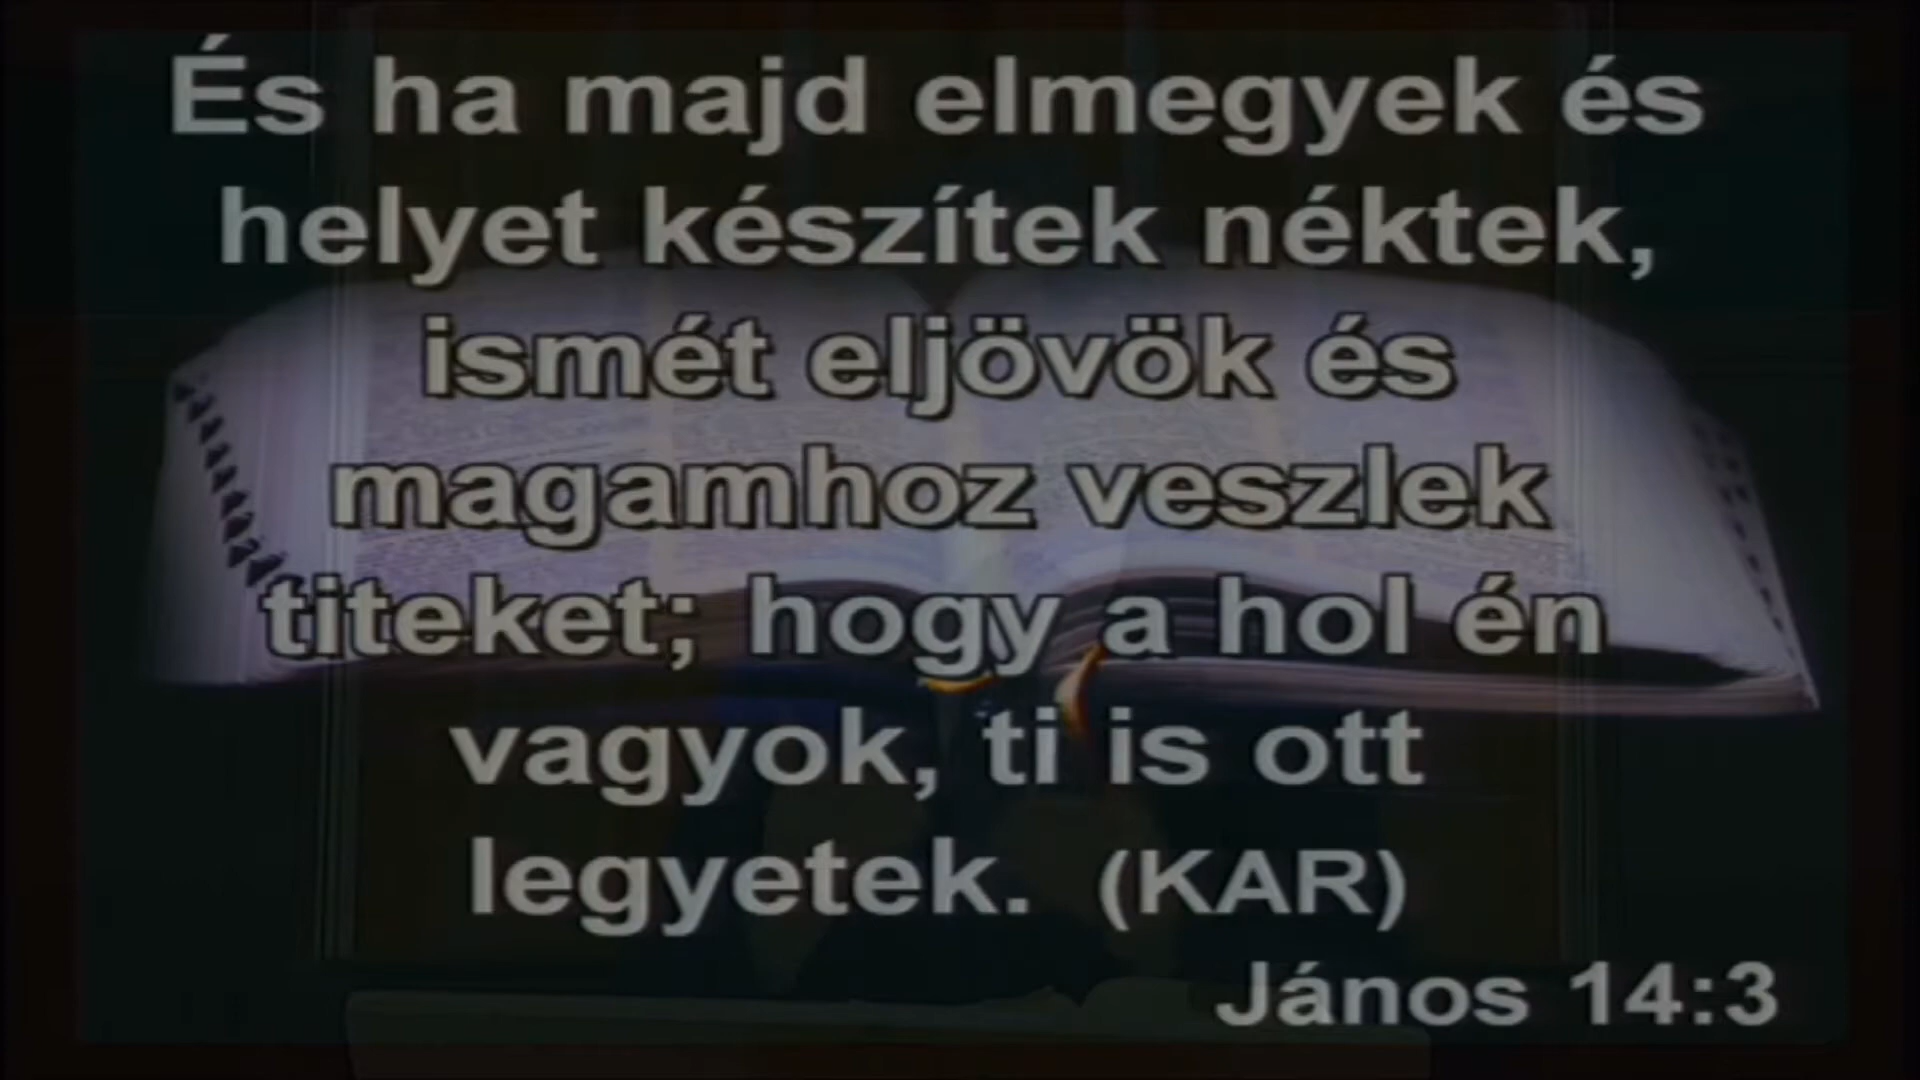 És ha majd elmegyek és
helyet készítek néktek,
ismét eljövök és
magamhoz veszlek
titeket; hogy a hol én
vagyok, ti is ott
legyetek. (KAR)
János 14:3